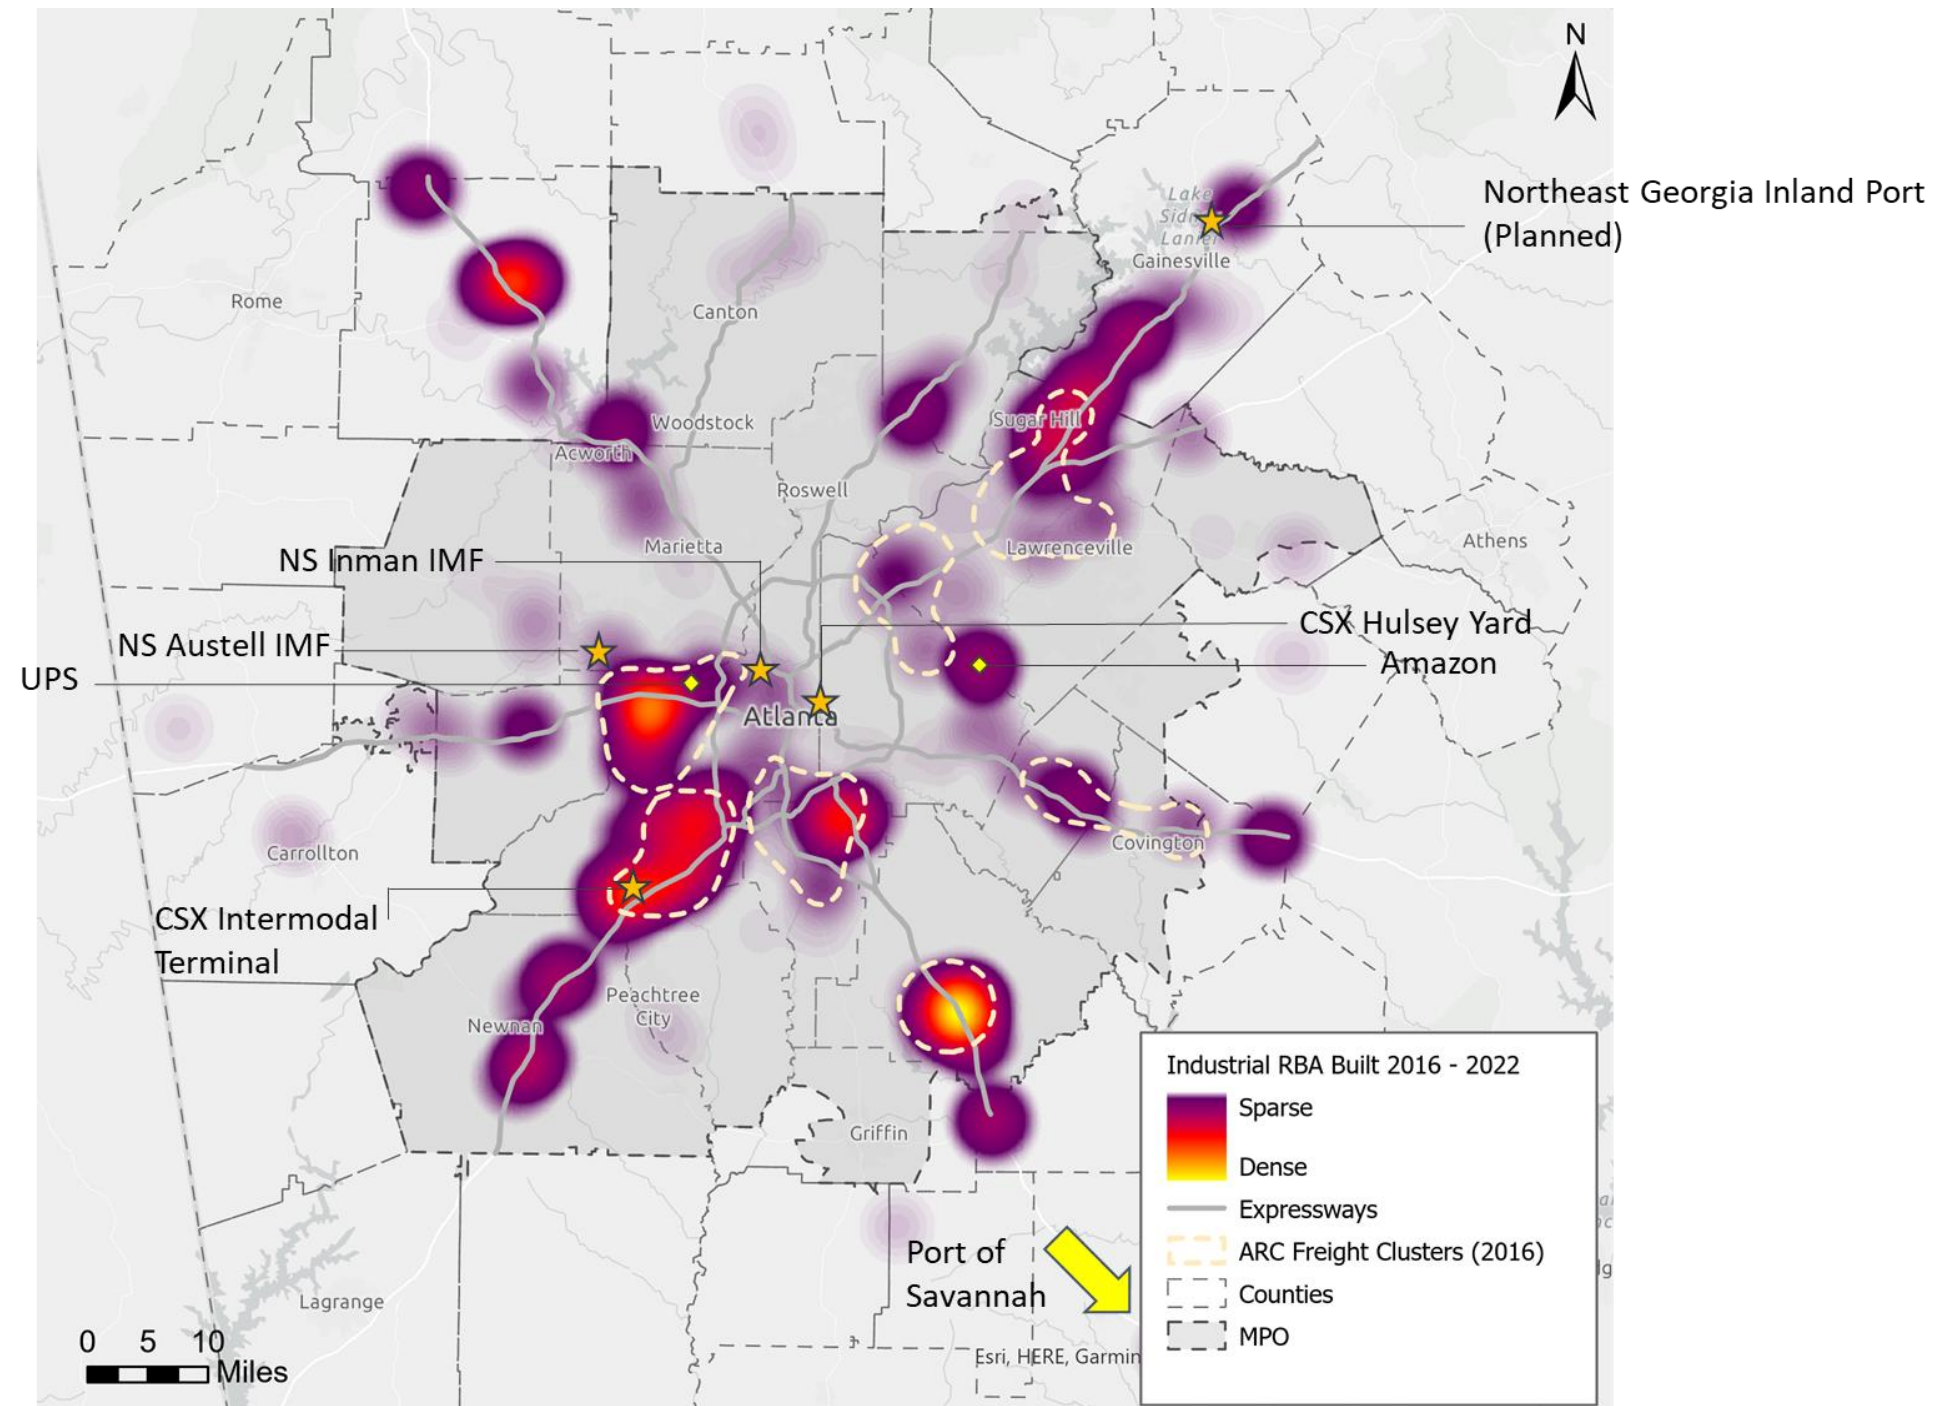 N
Northeast Georgia Inland Port
(Planned)
Lake
Lanier
Gainesville
Rome
Canton
Sugar Hill
Woodstock
Acworth
Roswell
Marietta
Lawrenceville
Athens
NS Inman IMF
NS Austell IMF
UPS
CSX Hulsey Yard
Amazon
Atlanta
Covington
Carrollton
CSX Intermodal
Terminal
Peachtree
City
Newnan
Griffin
Lagrange
Port of
Savannah
Esri, HERE, Garmin
0 5 10
Miles
Industrial RBA Built 2016 - 2022
Sparse
Dense
Expressways
ARC Freight Clusters (2016)
Counties
MPO